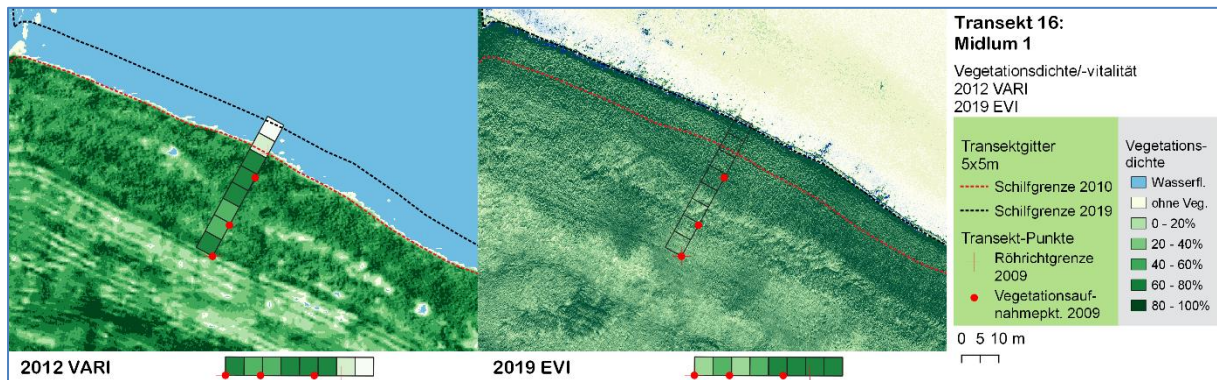 Transekt 16:
Midlum 1
Vegetationsdichte/-vitalität
2012 VARI
2019 EVI
Transektgitter
5x5m
Schilfgrenze 2010
Schilfgrenze 2019
Transekt-Punkte
Röhrichtgrenze
2009
Vegetationsauf-
nahmepkt. 2009
Vegetations-
dichte
Wasserfl.
ohne Veg.
0 - 20%
20 - 40%
40 - 60%
60 - 80%
80 - 100%
0 5 10 m
2012 VARI
2019 EVI